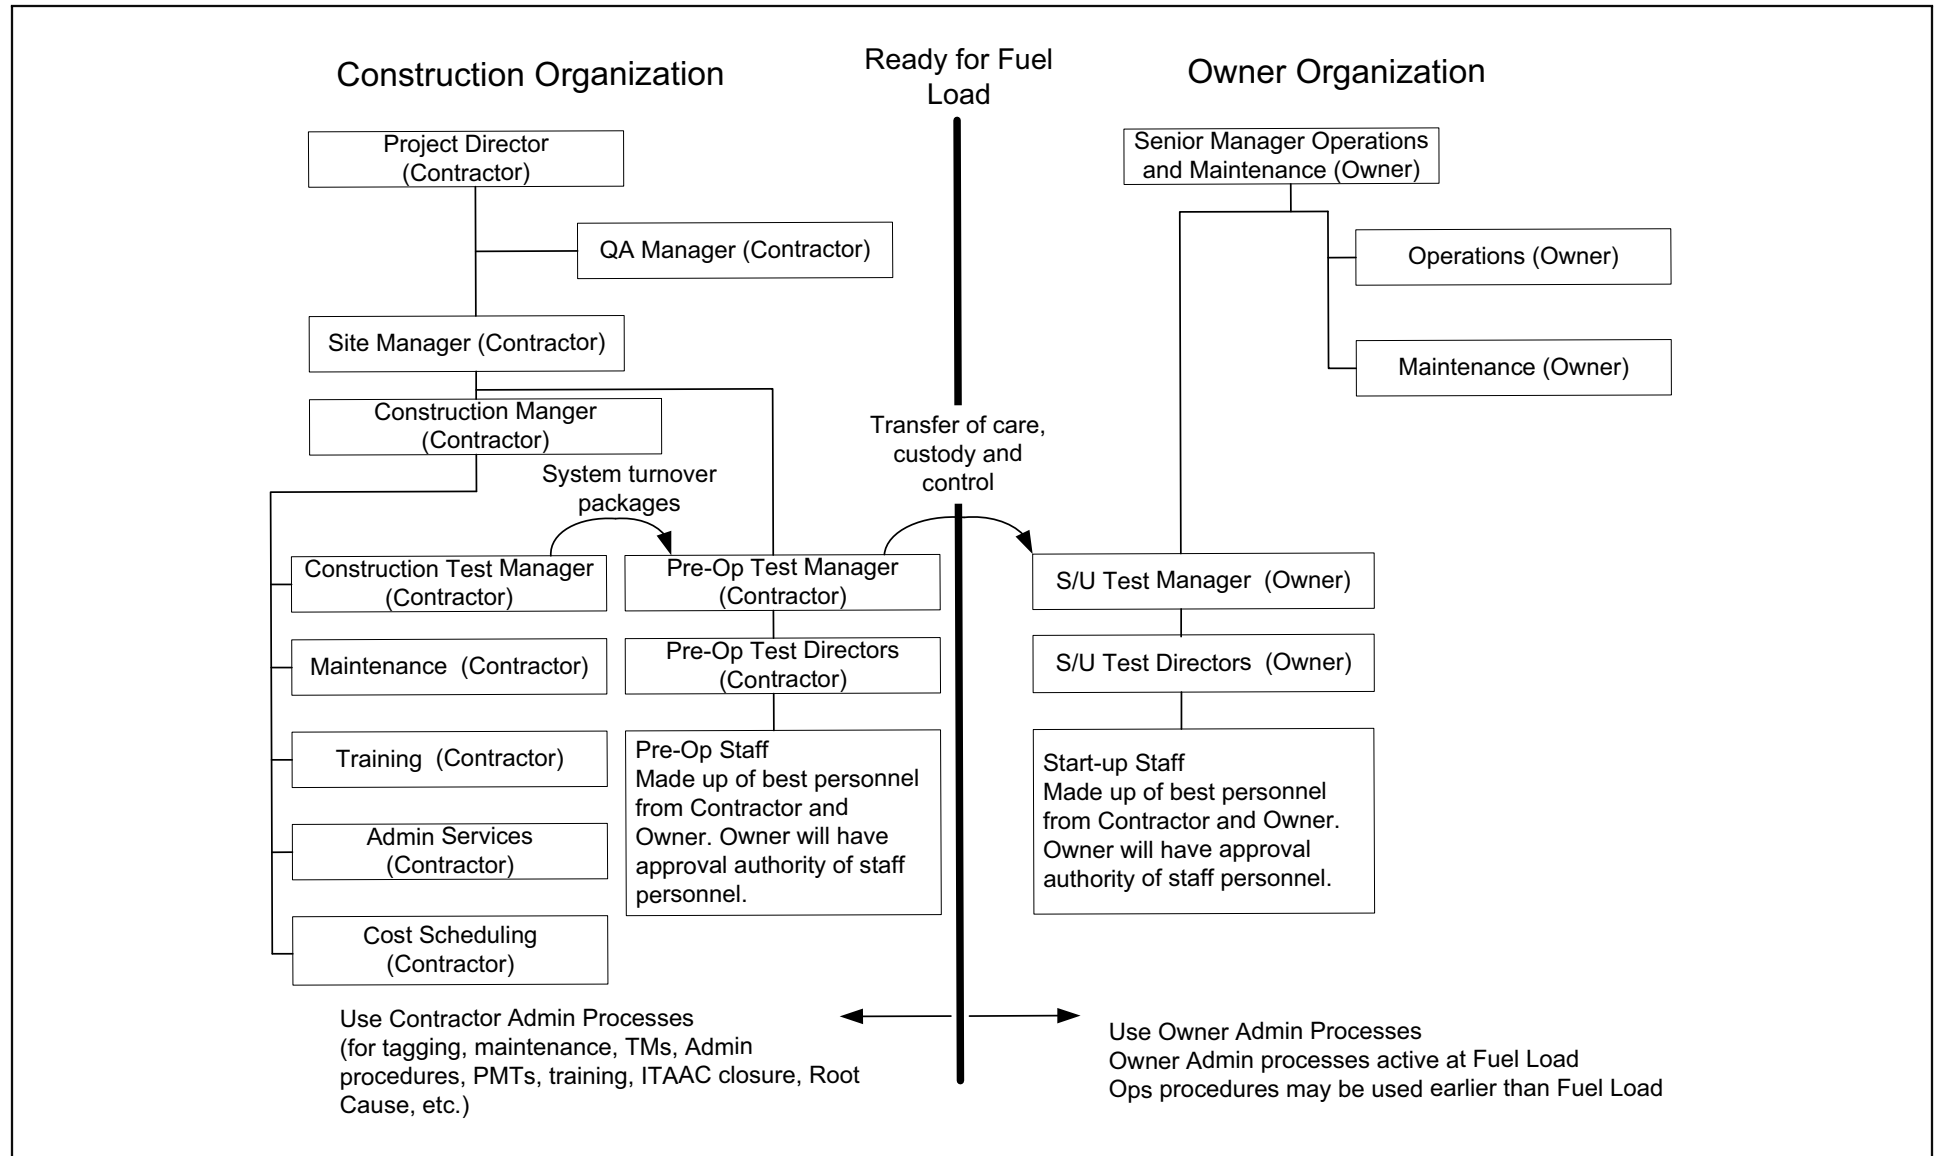 Construction Organization
Ready for Fuel
Load
Owner Organization
Project Director
(Contractor)
QA Manager (Contractor)
Site Manager (Contractor)
Construction Manger
(Contractor)
System turnover
packages
Construction Test Manager
(Contractor)
Maintenance (Contractor)
Training (Contractor)
Admin Services
(Contractor)
Cost Scheduling
(Contractor)
Pre-Op Test Manager
(Contractor)
Pre-Op Test Directors
(Contractor)
Pre-Op Staff
Made up of best personnel
from Contractor and
Owner. Owner will have
approval authority of staff
personnel.
Transfer of care,
custody and
control
Senior Manager Operations
and Maintenance (Owner)
Operations (Owner)
Maintenance (Owner)
S/U Test Manager (Owner)
S/U Test Directors (Owner)
Start-up Staff
Made up of best personnel
from Contractor and Owner.
Owner will have approval
authority of staff personnel.
Use Contractor Admin Processes
(for tagging, maintenance, TMs, Admin
procedures, PMTs, training, ITAAC closure, Root
Cause, etc.)
Use Owner Admin Processes
Owner Admin processes active at Fuel Load
Ops procedures may be used earlier than Fuel Load